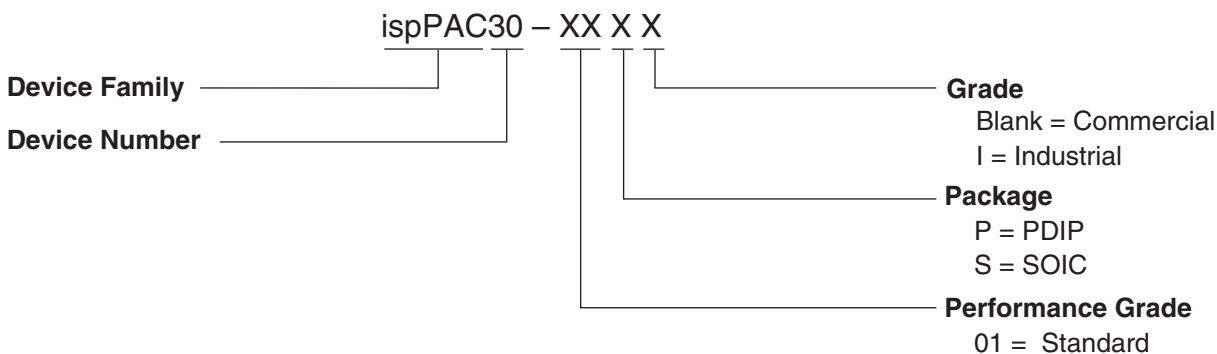 ispPAC30 – XX X X
Device Family
Device Number
Grade
Blank = Commercial
I = Industrial
Package
P = PDIP
S = SOIC
Performance Grade
01 = Standard